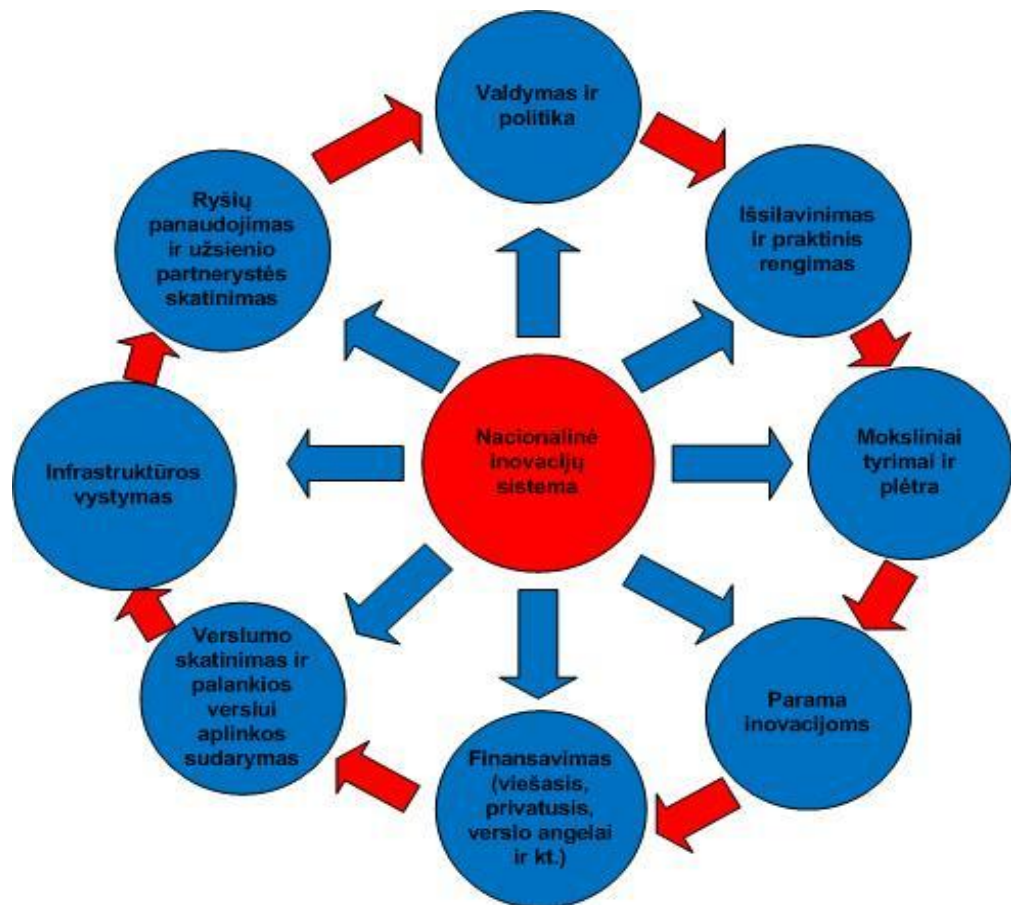 Valdymas ir
politika
Išsilavinimas
ir praktinis
rengimas
Moksliniai
tyrimai ir
plėtra
Parama
inovacijoms
Finansavimas
(viešasis,
privatusis,
verslo angelai
ir kt.)
Verslumo
skatinimas ir
palankios
verslui
aplinkos
sudarymas
Infrastruktūros
vystymas
Ryšių
panaudojimas
ir užsienio
partnerystės
skatinimas
Nacionalinė
inovacijų
sistema